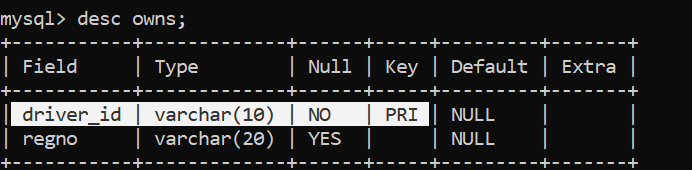 mysql> desc owns;
+-----------+-------------+------+-----+---------+-------+
| Field     | Type        | Null | Key | Default | Extra |
+-----------+-------------+------+-----+---------+-------+
| driver_id | varchar(10) | NO   | PRI | NULL    |       |
| regno     | varchar(20) | YES  |     | NULL    |       |
+-----------+-------------+------+-----+---------+-------+